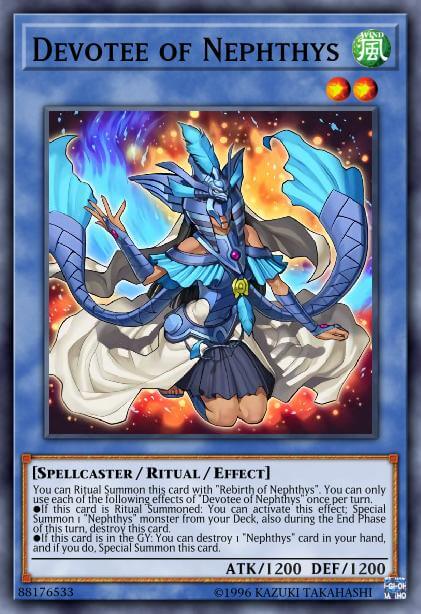 Devotee of Nephthys
WIND
風
[Spellcaster / Ritual / Effect]
You can Ritual Summon this card with "Rebirth of Nephthys". You can only
use each of the following effects of "Devotee of Nephthys" once per turn.
●If this card is Ritual Summoned: You can activate this effect; Special
Summon 1 "Nephthys" monster from your Deck, also during the End Phase
of this turn, destroy this card.
●If this card is in the GY: You can destroy 1 "Nephthys" card in your hand,
and if you do, Special Summon this card.
ATK/1200 DEF/1200
88176533
©1996 KAZUKI TAKAHASHI